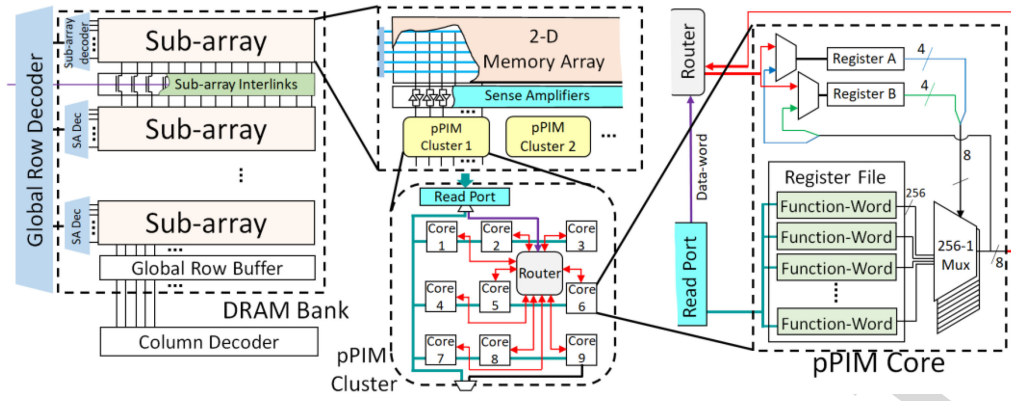 Global Row Decoder
Sub-array
decoder
Sub-array
Sub-array Interlinks
SA Dec
Sub-array
...
SA Dec
Sub-array
...
Global Row Buffer
DRAM Bank
Column Decoder
2-D
Memory Array
Sense Amplifiers
...
pPIM
Cluster 1
pPIM
Cluster 2
...
...
Read Port
Core
1
Core
2
Core
3
Router
Core
4
Core
5
Core
6
Core
7
Core
8
Core
9
pPIM
Cluster
Router
Data-word
Read Port
Register A
4
Register B
4
8
Register File
256
Function-Word
Function-Word
Function-Word
Function-Word
256-1
Mux
8
pPIM Core